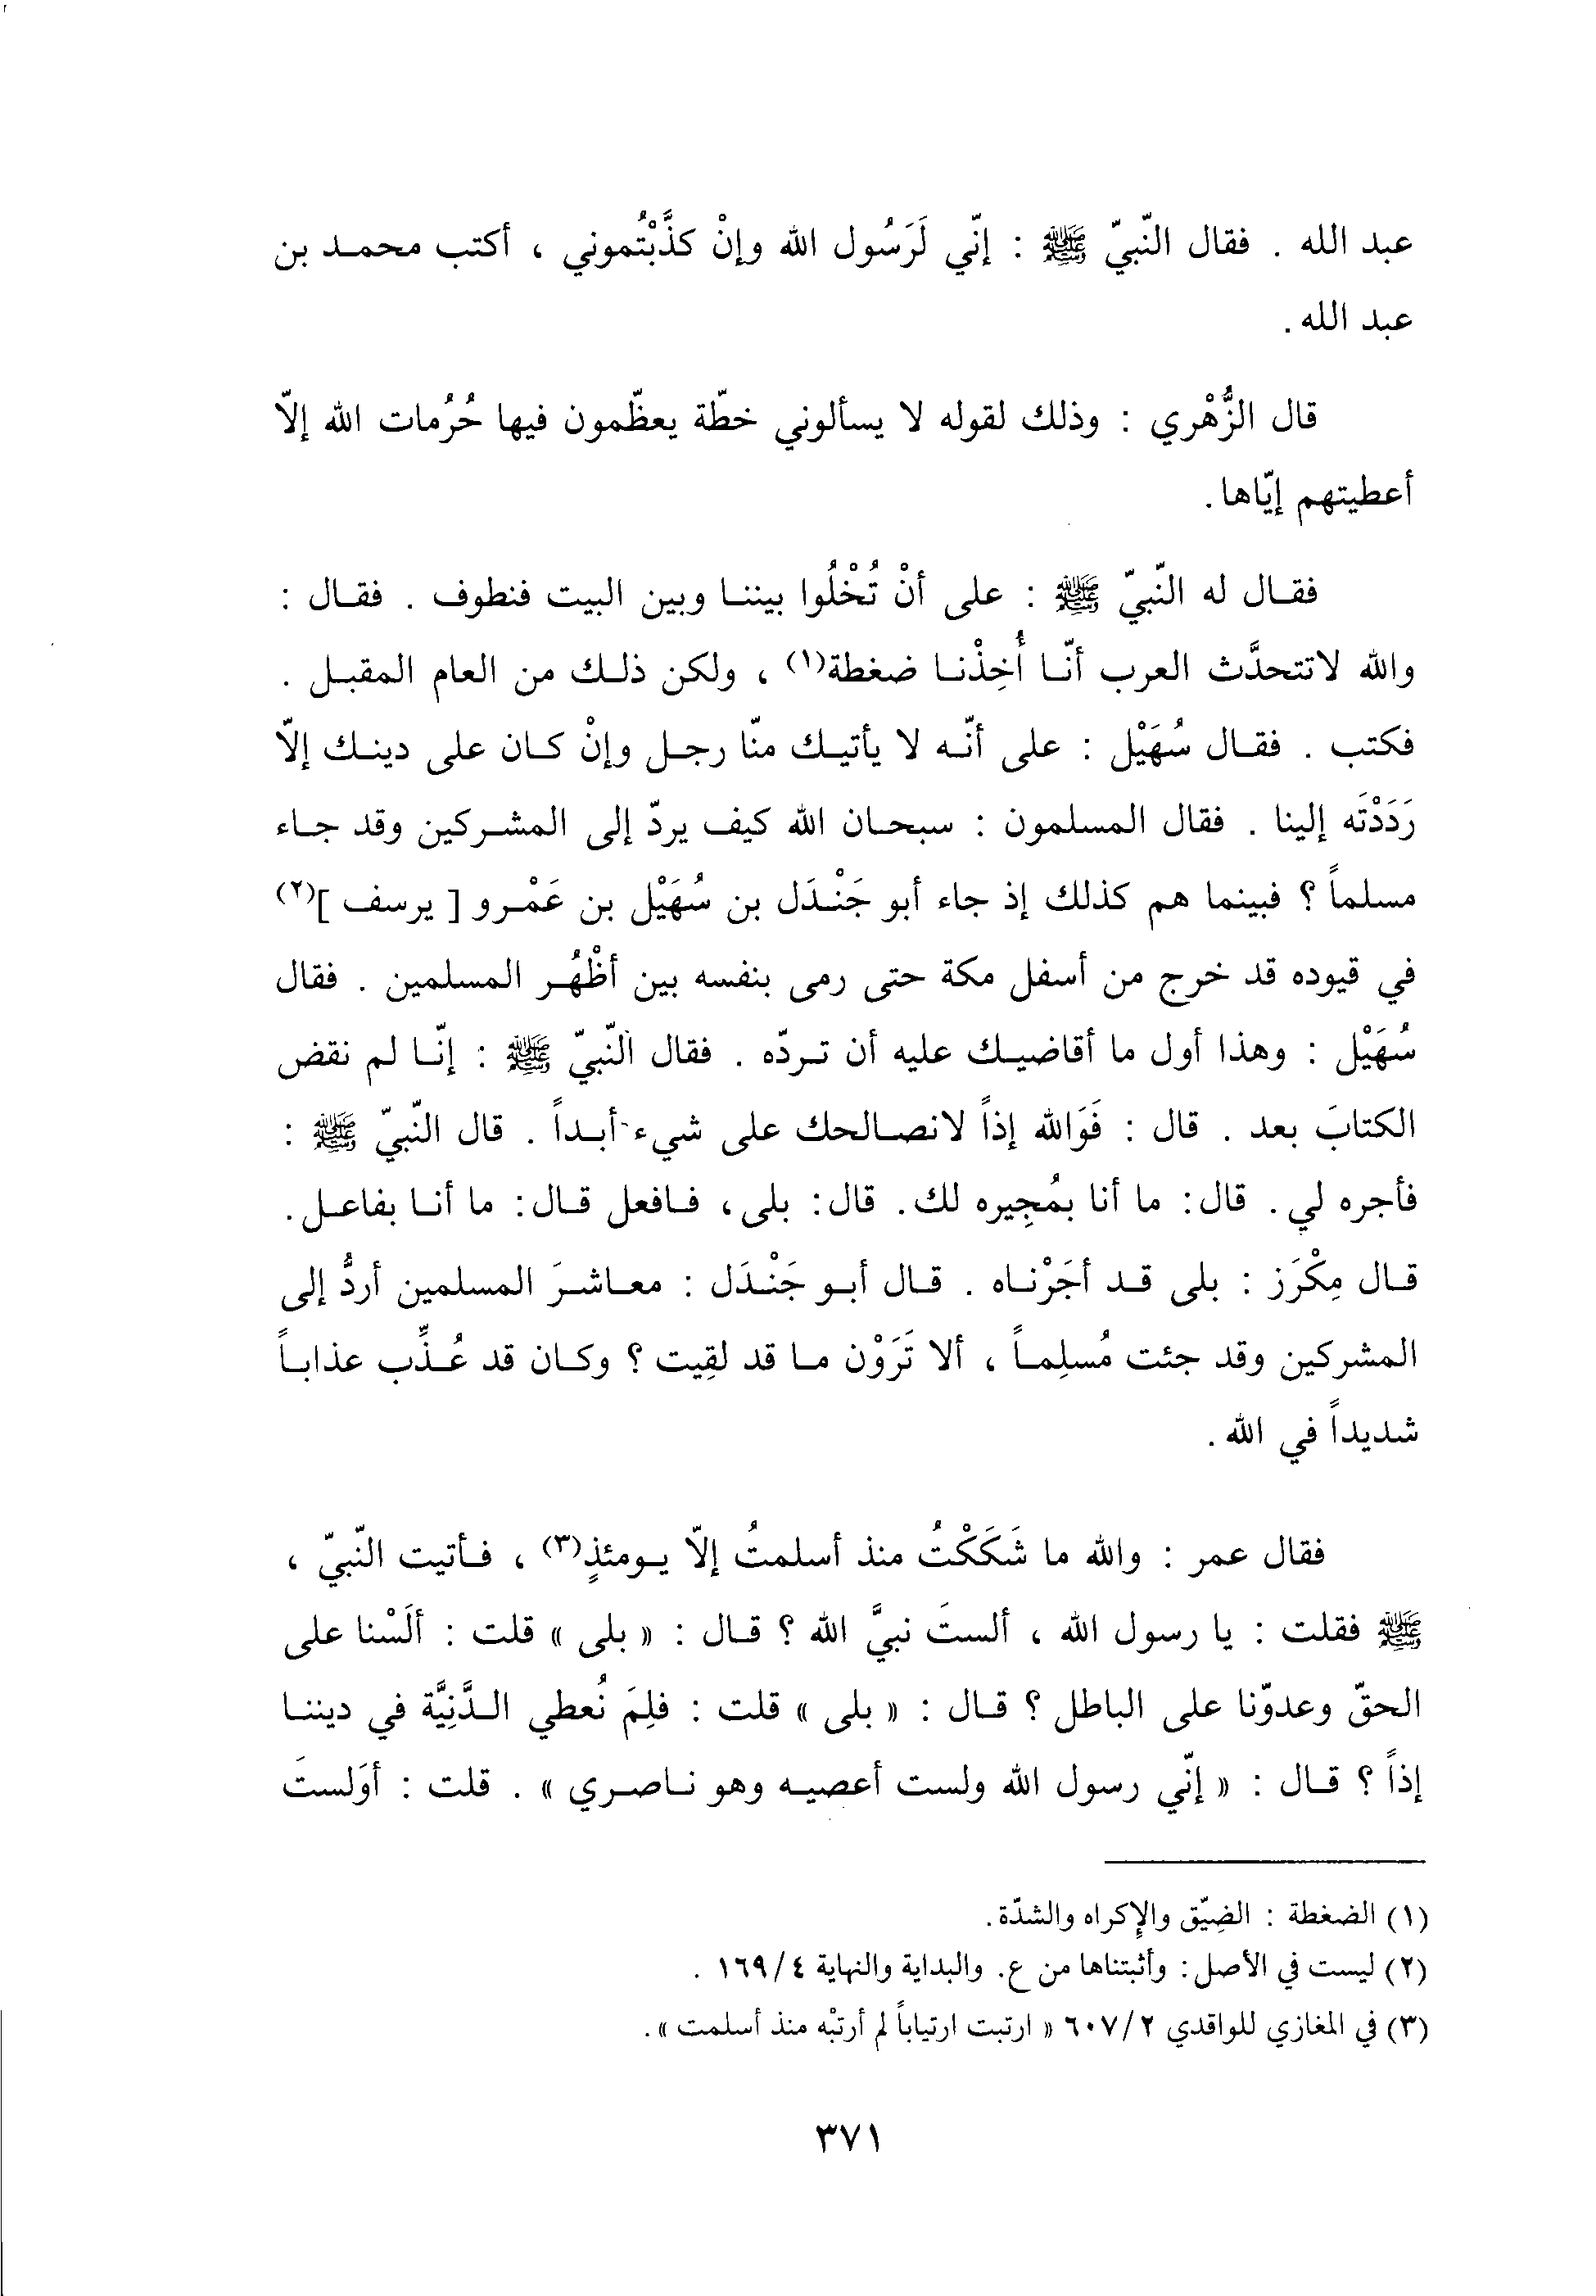 عبد الله . فقال النّبيّ ﷺ : إنّي لَرَسُول الله وإنْ كذَّبْتُموني ، أكتب محمد بن
عبد الله .
قال الزُّهْري : وذلك لقوله لا يسألوني خطّة يعظّمون فيها حُرُمات الله إلاّ
أعطيتهم إيّاها .
فقال له النّبيّ ﷺ : على أنْ تُخْلُوا بيننا وبين البيت فنطوف . فقال :
والله لاتتحدَّث العرب أنّا أُخِذْنا ضغطة(١) ، ولكن ذلك من العام المقبل .
فكتب . فقال سُهَيْل : على أنّه لا يأتيك منّا رجل وإنْ كان على دينك إلاّ
رَدَدْتَه إلينا . فقال المسلمون : سبحان الله كيف يردّ إلى المشركين وقد جاء
مسلماً ؟ فبينما هم كذلك إذ جاء أبو جَنْدَل بن سُهَيْل بن عَمْرو [ يرسف ](٢)
في قيوده قد خرج من أسفل مكة حتى رمى بنفسه بين أظْهُر المسلمين . فقال
سُهَيْل : وهذا أول ما أقاضيك عليه أن تردّه . فقال النّبيّ ﷺ : إنّا لم نقض
الكتابَ بعد . قال : فَوَالله إذاً لانصالحك على شيء أبداً . قال النّبيّ ﷺ :
فأجره لي . قال : ما أنا بمُجِيره لك . قال : بلى ، فافعل قال : ما أنا بفاعل .
قال مِكْرَز : بلى قد أجَرْناه . قال أبو جَنْدَل : معاشرَ المسلمين أردُّ إلى
المشركين وقد جئت مُسلِماً ، ألا تَرَوْن ما قد لقِيت ؟ وكان قد عُذِّب عذاباً
شديداً في الله .
فقال عمر : والله ما شَكَكْتُ منذ أسلمتُ إلاّ يومئذٍ(٣) ، فأتيت النّبيّ ،
ﷺ فقلت : يا رسول الله ، ألستَ نبيَّ الله ؟ قال : « بلى » قلت : ألَسْنا على
الحقّ وعدوّنا على الباطل ؟ قال : « بلى » قلت : فلِمَ نُعطي الدَّنِيَّة في ديننا
إذاً ؟ قال : « إنّي رسول الله ولست أعصيه وهو ناصري » . قلت : أوَلستَ
(١) الضغطة : الضِيّق والإكراه والشدّة .
(٢) ليست في الأصل : وأثبتناها من ع. والبداية والنهاية ٤/١٦٩ .
(٣) في المغازي للواقدي ٢/٦٠٧ « ارتبت ارتياباً لم أرتبْه منذ أسلمت » .
٣٧١